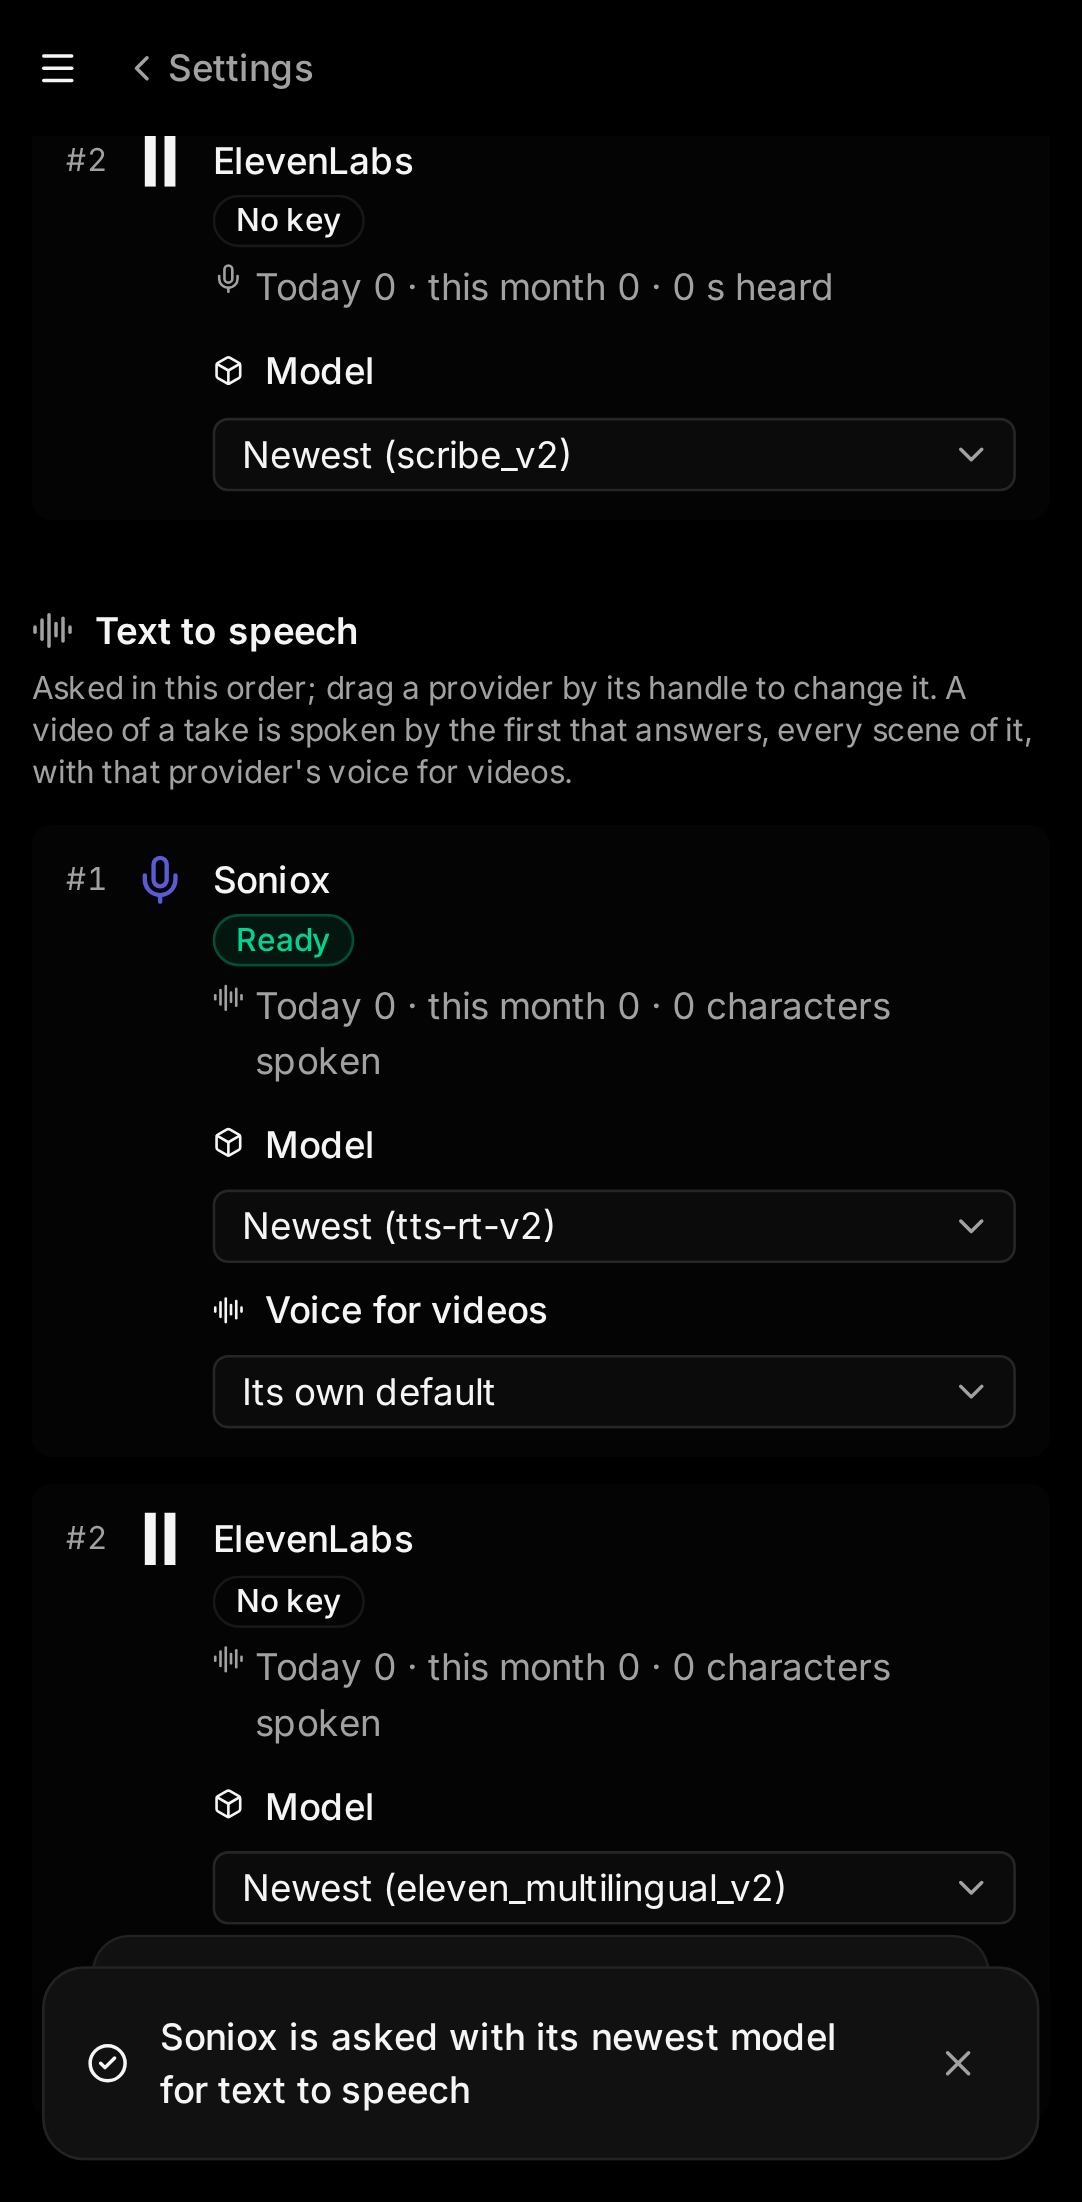 Settings
#2 ElevenLabs
No key
Today 0 · this month 0 · 0 s heard
Model
Newest (scribe_v2)
Text to speech
Asked in this order; drag a provider by its handle to change it. A
video of a take is spoken by the first that answers, every scene of it,
with that provider's voice for videos.
#1 Soniox
Ready
Today 0 · this month 0 · 0 characters
spoken
Model
Newest (tts-rt-v2)
Voice for videos
Its own default
#2 ElevenLabs
No key
Today 0 · this month 0 · 0 characters
spoken
Model
Newest (eleven_multilingual_v2)
Soniox is asked with its newest model
for text to speech